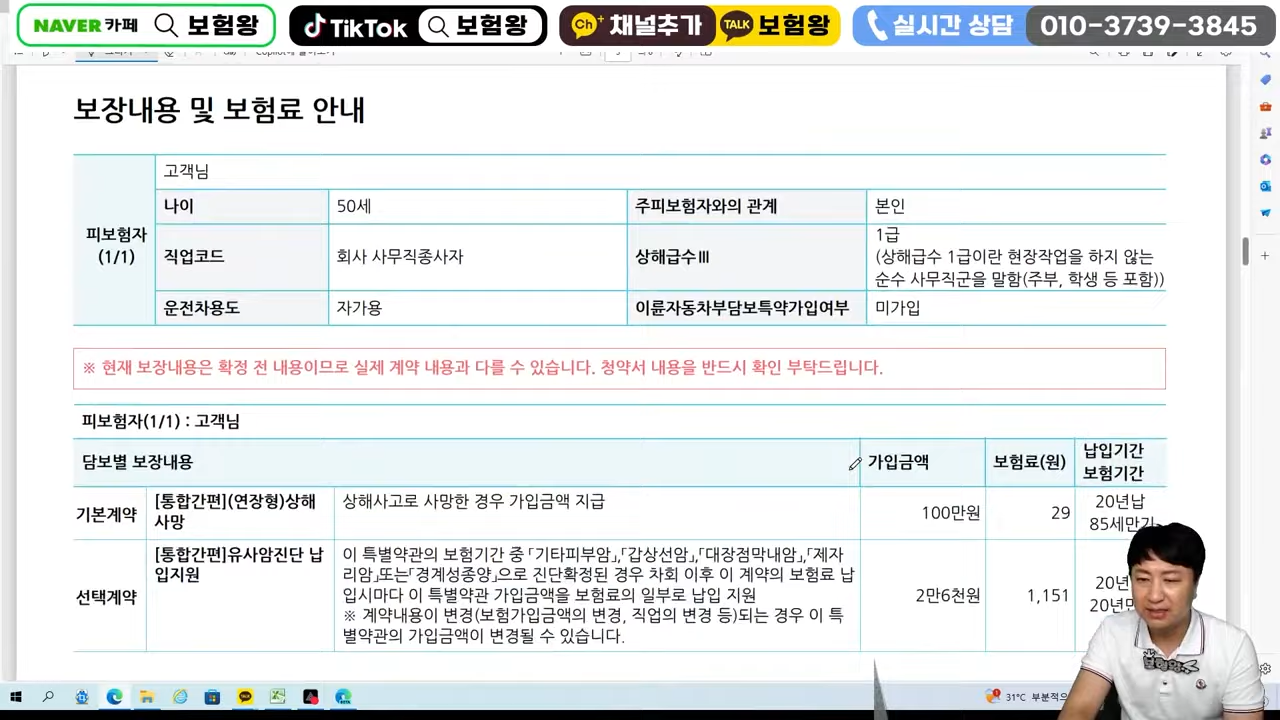 NAVER 카페 보험왕
TikTok 보험왕
Ch+ 채널추가 TALK 보험왕
실시간 상담 010-3739-3845
보장내용 및 보험료 안내
피보험자
(1/1)
고객님
나이 50세 주피보험자와의 관계 본인
직업코드 회사 사무직종사자 상해급수Ⅲ
1급
(상해급수 1급이란 현장작업을 하지 않는
순수 사무직군을 말함(주부, 학생 등 포함))
운전차용도 자가용 이륜자동차부담보특약가입여부 미가입
※ 현재 보장내용은 확정 전 내용이므로 실제 계약 내용과 다를 수 있습니다. 청약서 내용을 반드시 확인 부탁드립니다.
피보험자(1/1) : 고객님
담보별 보장내용 가입금액 보험료(원)
납입기간
보험기간
기본계약
[통합간편](연장형)상해
사망
상해사고로 사망한 경우 가입금액 지급
100만원 29
20년납
85세만기
선택계약
[통합간편]유사암진단 납
입지원
이 특별약관의 보험기간 중 「기타피부암」,「갑상선암」,「대장점막내암」,「제자
리암」또는「경계성종양」으로 진단확정된 경우 차회 이후 이 계약의 보험료 납
입시마다 이 특별약관 가입금액을 보험료의 일부로 납입 지원
※ 계약내용이 변경(보험가입금액의 변경, 직업의 변경 등)되는 경우 이 특
별약관의 가입금액이 변경될 수 있습니다.
2만6천원 1,151
20년
20년
보험왕
31°C 부분적으